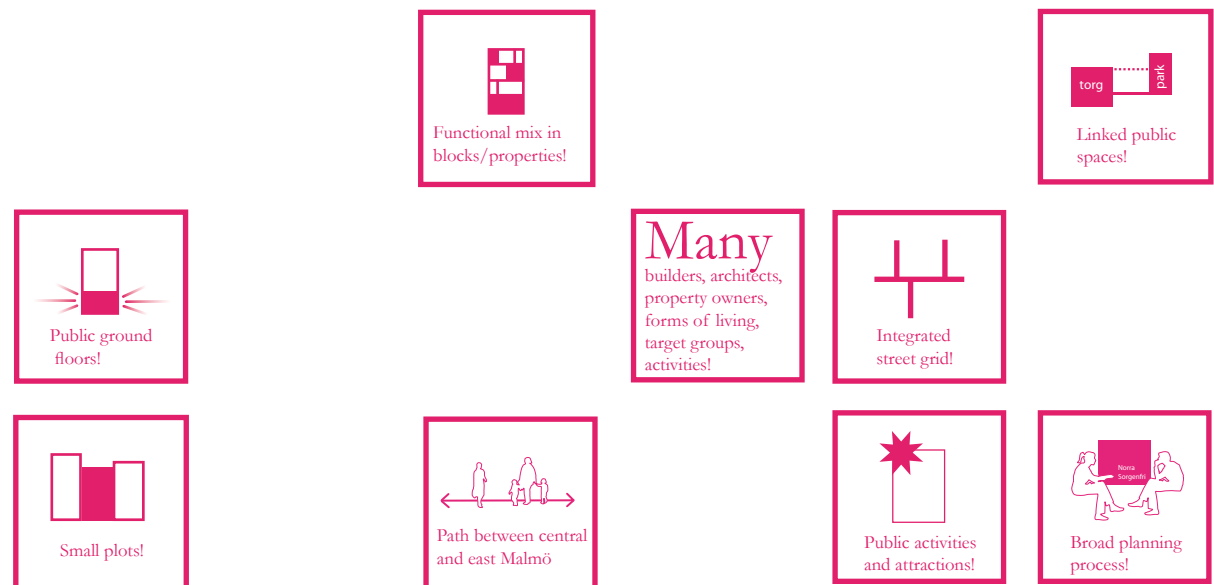 Functional mix in
blocks/properties!
torg
park
Linked public
spaces!
Public ground
floors!
Many
builders, architects,
property owners,
forms of living,
target groups,
activities!
Integrated
street grid!
Small plots!
Path between central
and east Malmö
Public activities
and attractions!
Norra
Sorgenfri
Broad planning
process!